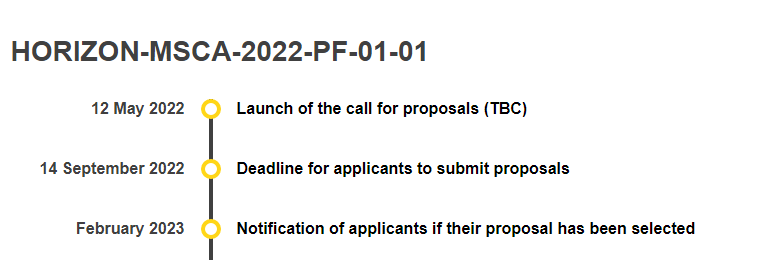 HORIZON-MSCA-2022-PF-01-01
12 May 2022 Launch of the call for proposals (TBC)
14 September 2022 Deadline for applicants to submit proposals
February 2023 Notification of applicants if their proposal has been selected